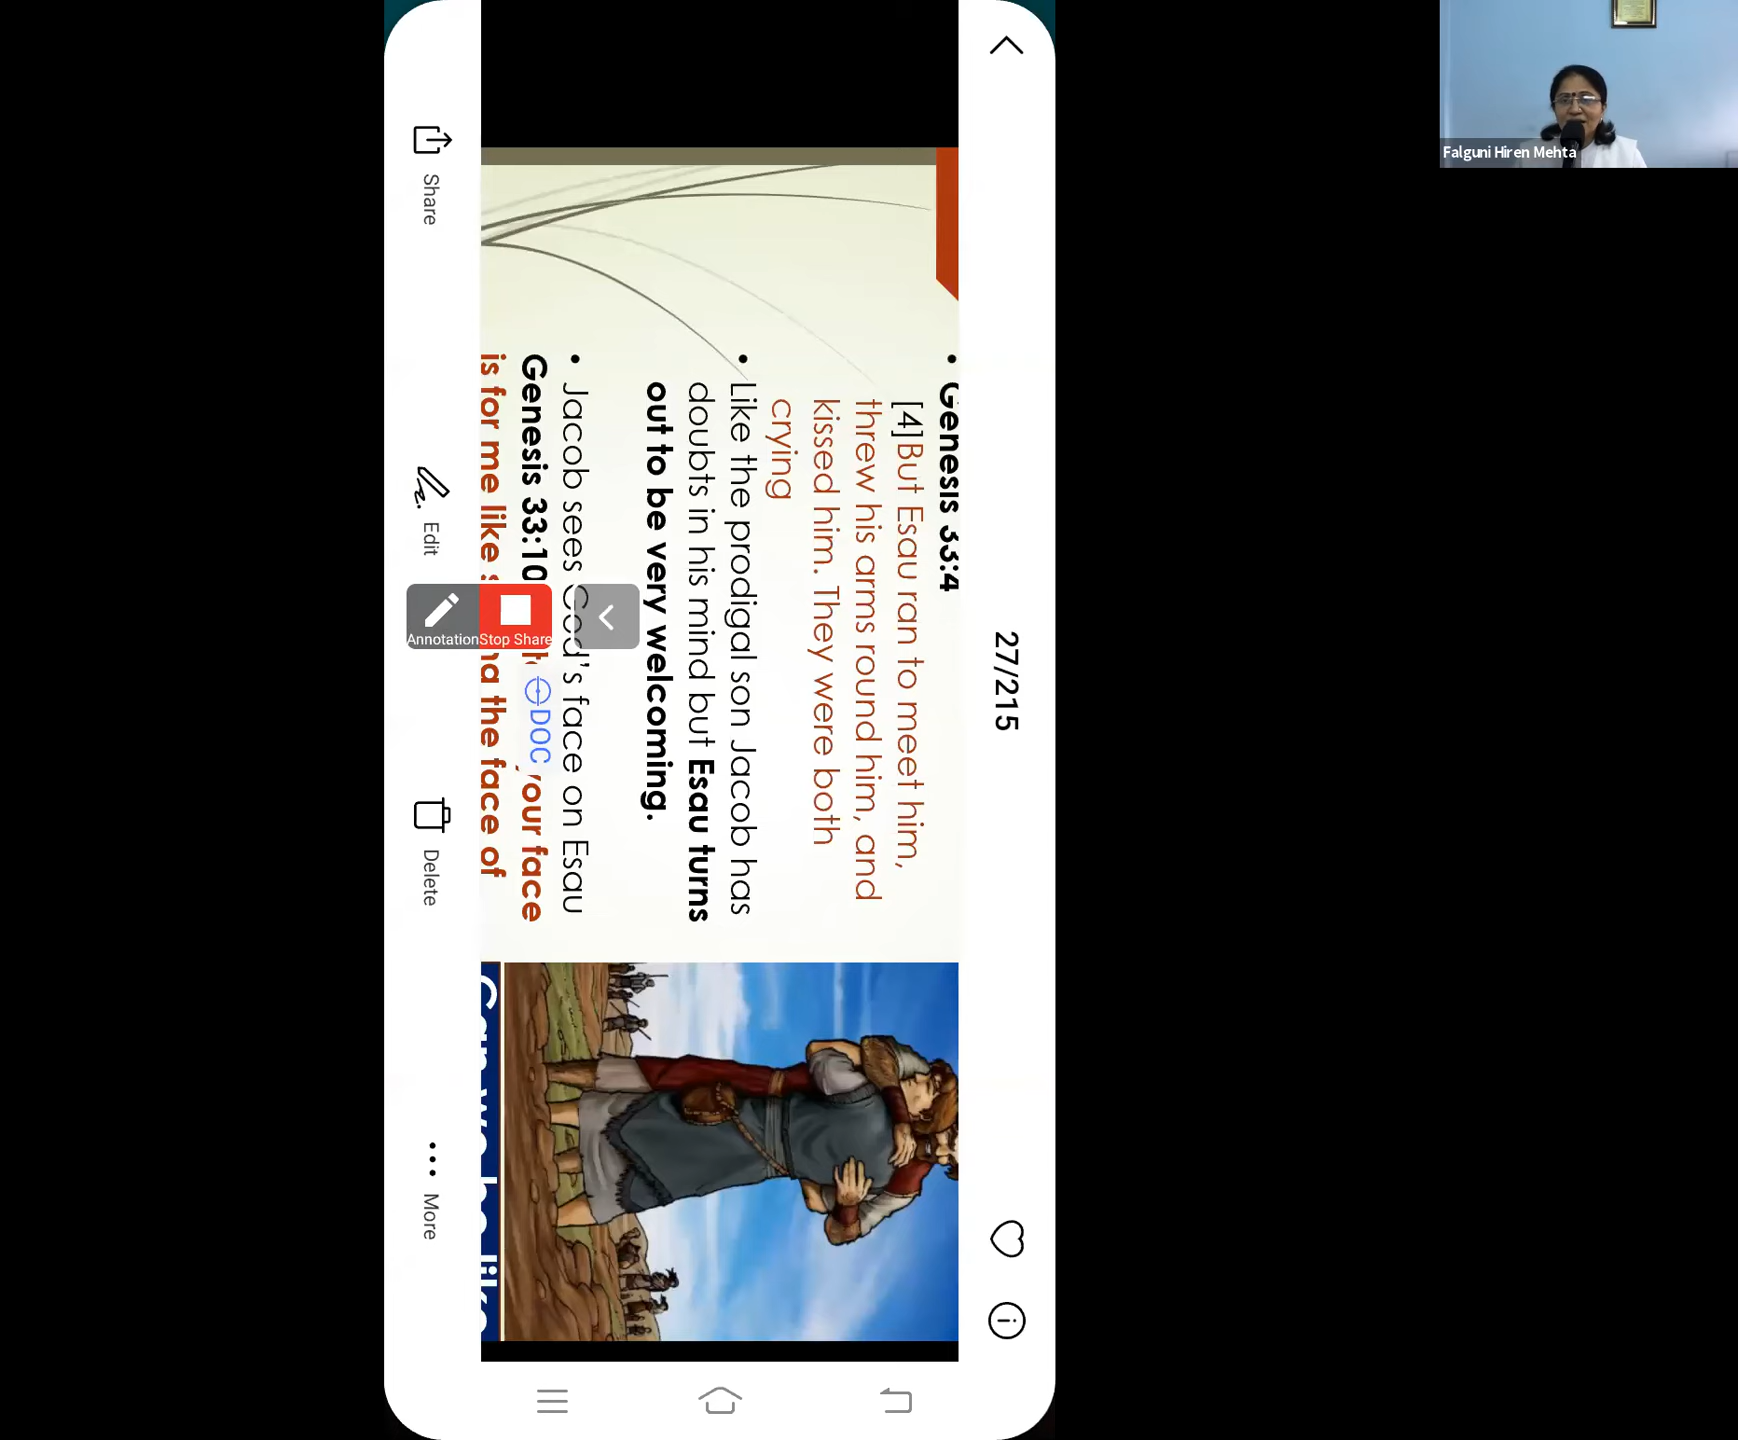 27/215
Genesis 33:4
[4]But Esau ran to meet him,
threw his arms round him, and
kissed him. They were both
crying
Like the prodigal son Jacob has
doubts in his mind but Esau turns
out to be very welcoming.
Jacob sees God's face on Esau
Genesis 33:10 your face
is for me like the face of
DOC
Annotation
Stop Share
Share
Edit
Delete
More
Falguni Hiren Mehta